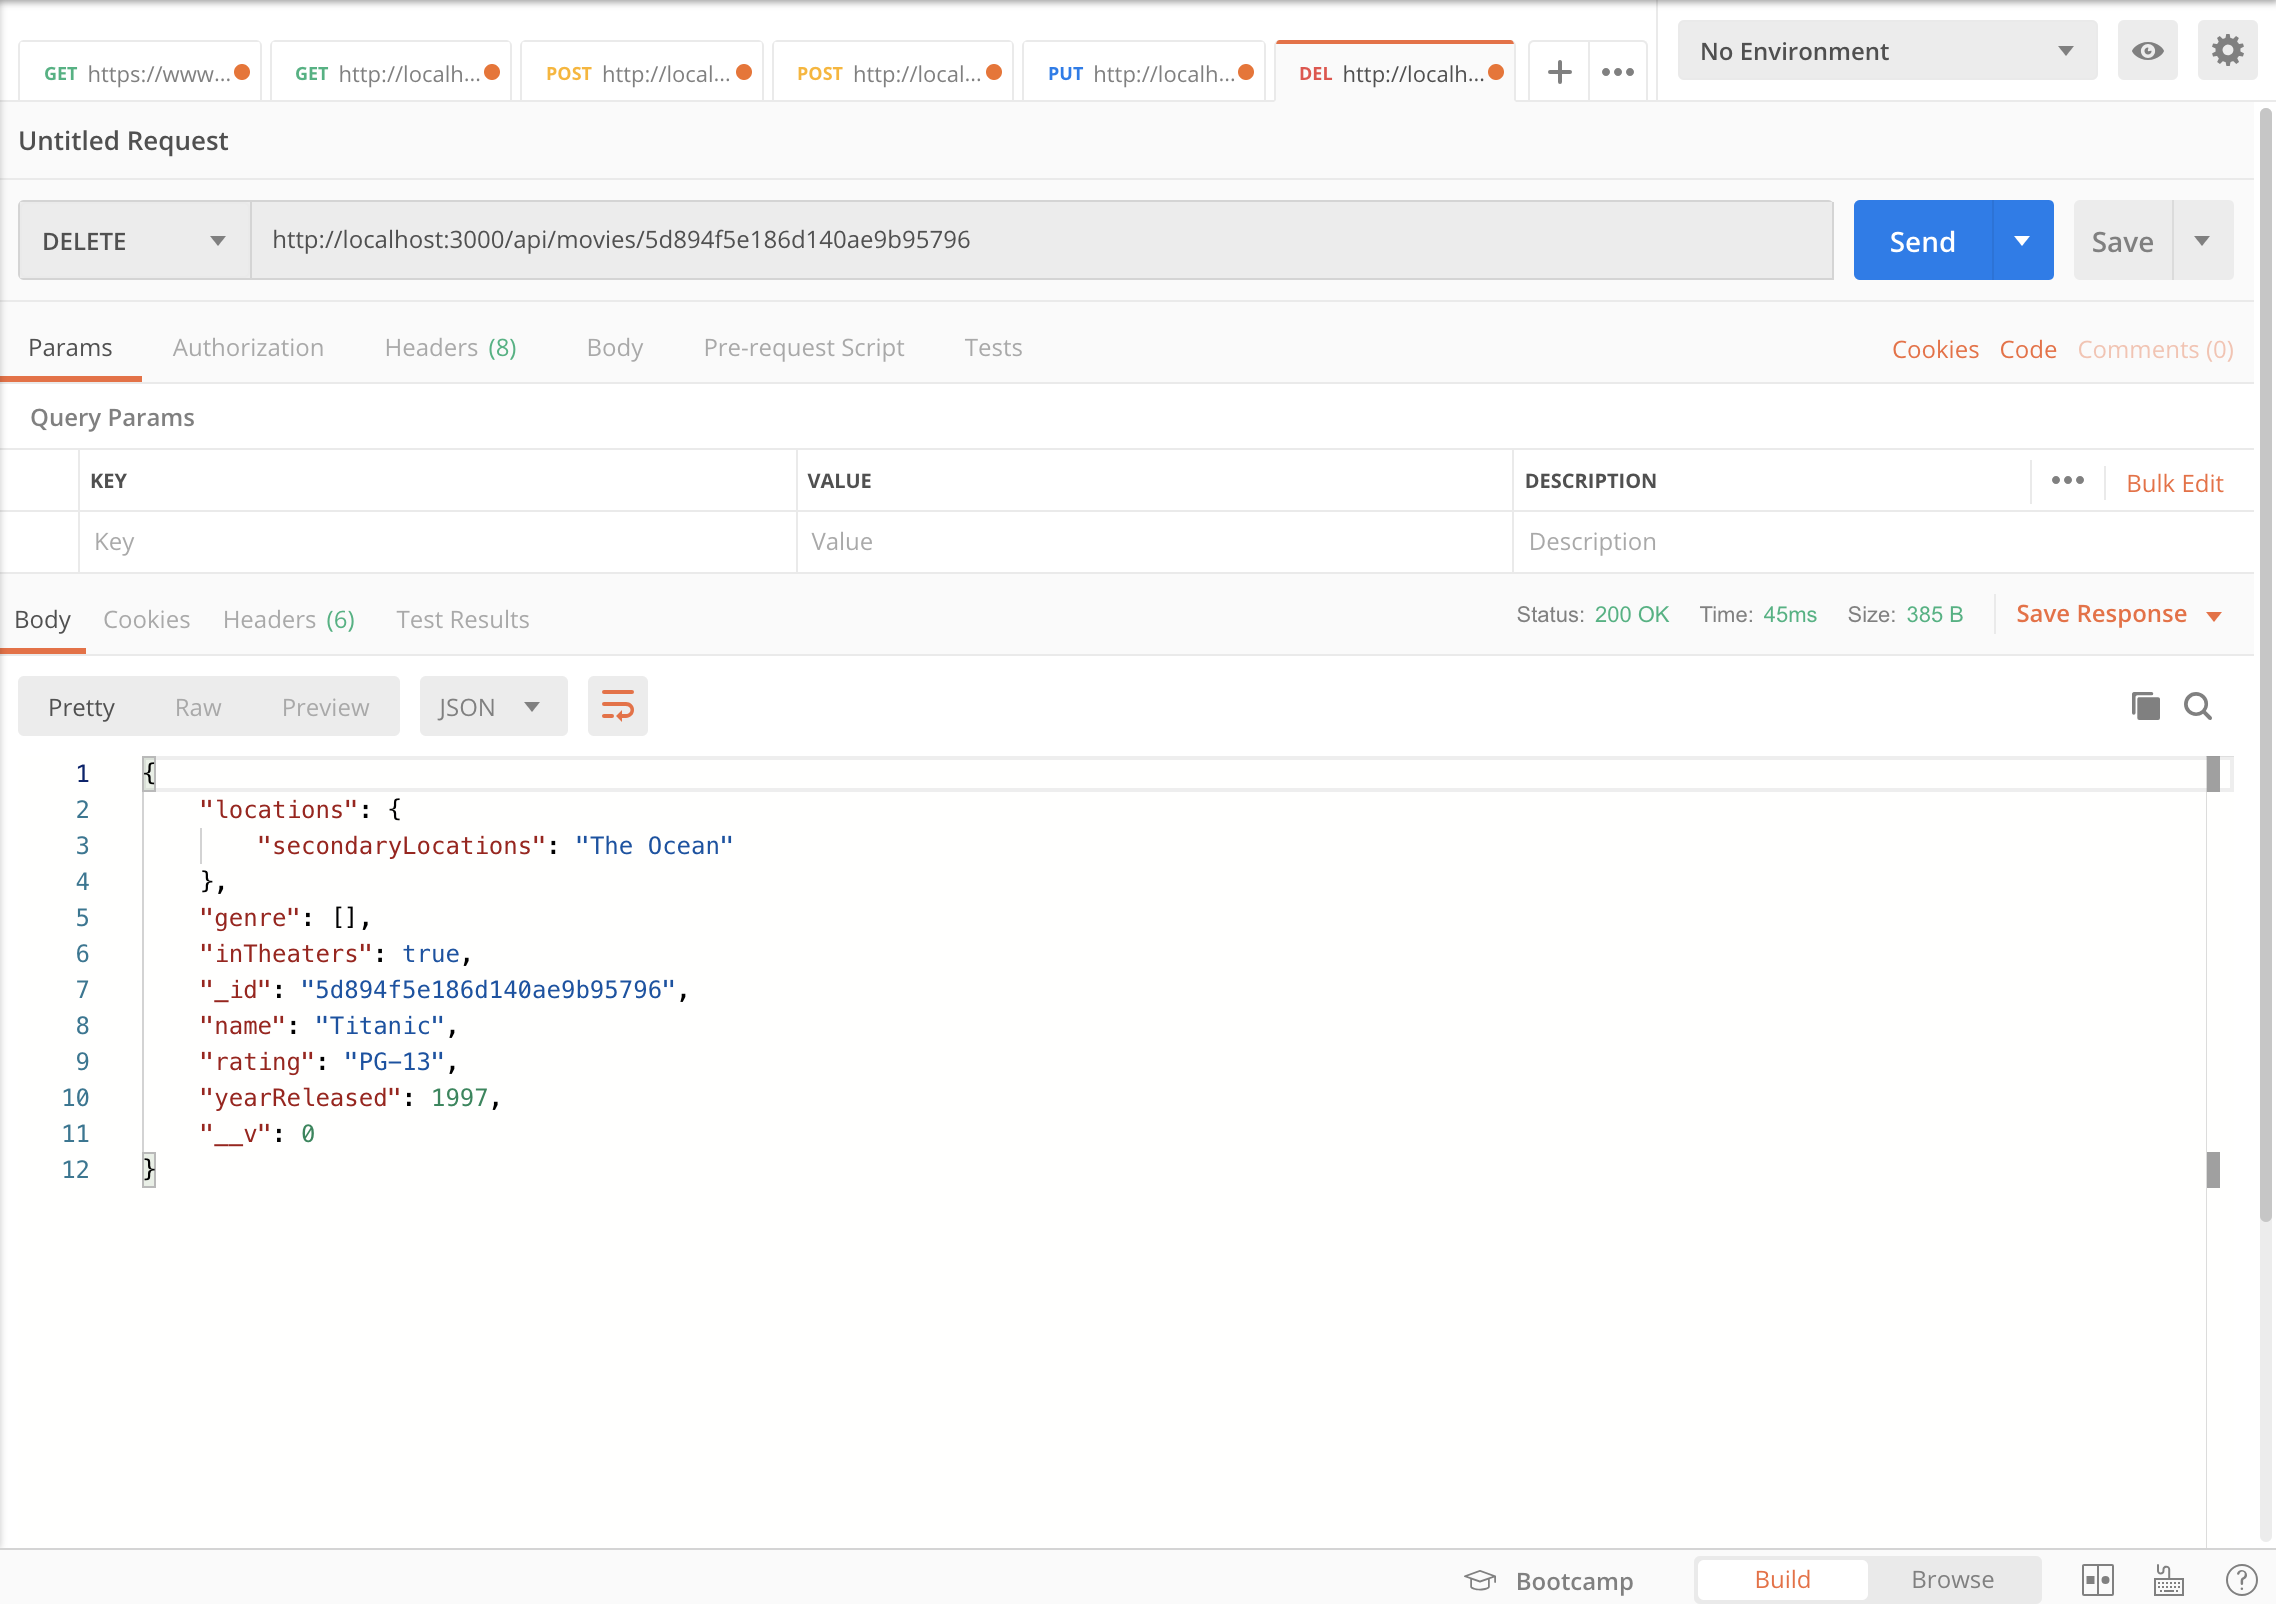 GET https://www... GET http://localh... POST http://local... POST http://local... PUT http://localh... DEL http://localh... No Environment
Untitled Request
DELETE http://localhost:3000/api/movies/5d894f5e186d140ae9b95796 Send Save
Params Authorization Headers (8) Body Pre-request Script Tests Cookies Code Comments (0)
Query Params
KEY VALUE DESCRIPTION Bulk Edit
Key Value Description
Body Cookies Headers (6) Test Results Status: 200 OK Time: 45ms Size: 385 B Save Response
Pretty Raw Preview JSON
1 {
2 "locations": {
3 "secondaryLocations": "The Ocean"
4 },
5 "genre": [],
6 "inTheaters": true,
7 "_id": "5d894f5e186d140ae9b95796",
8 "name": "Titanic",
9 "rating": "PG-13",
10 "yearReleased": 1997,
11 "__v": 0
12 }
Bootcamp Build Browse